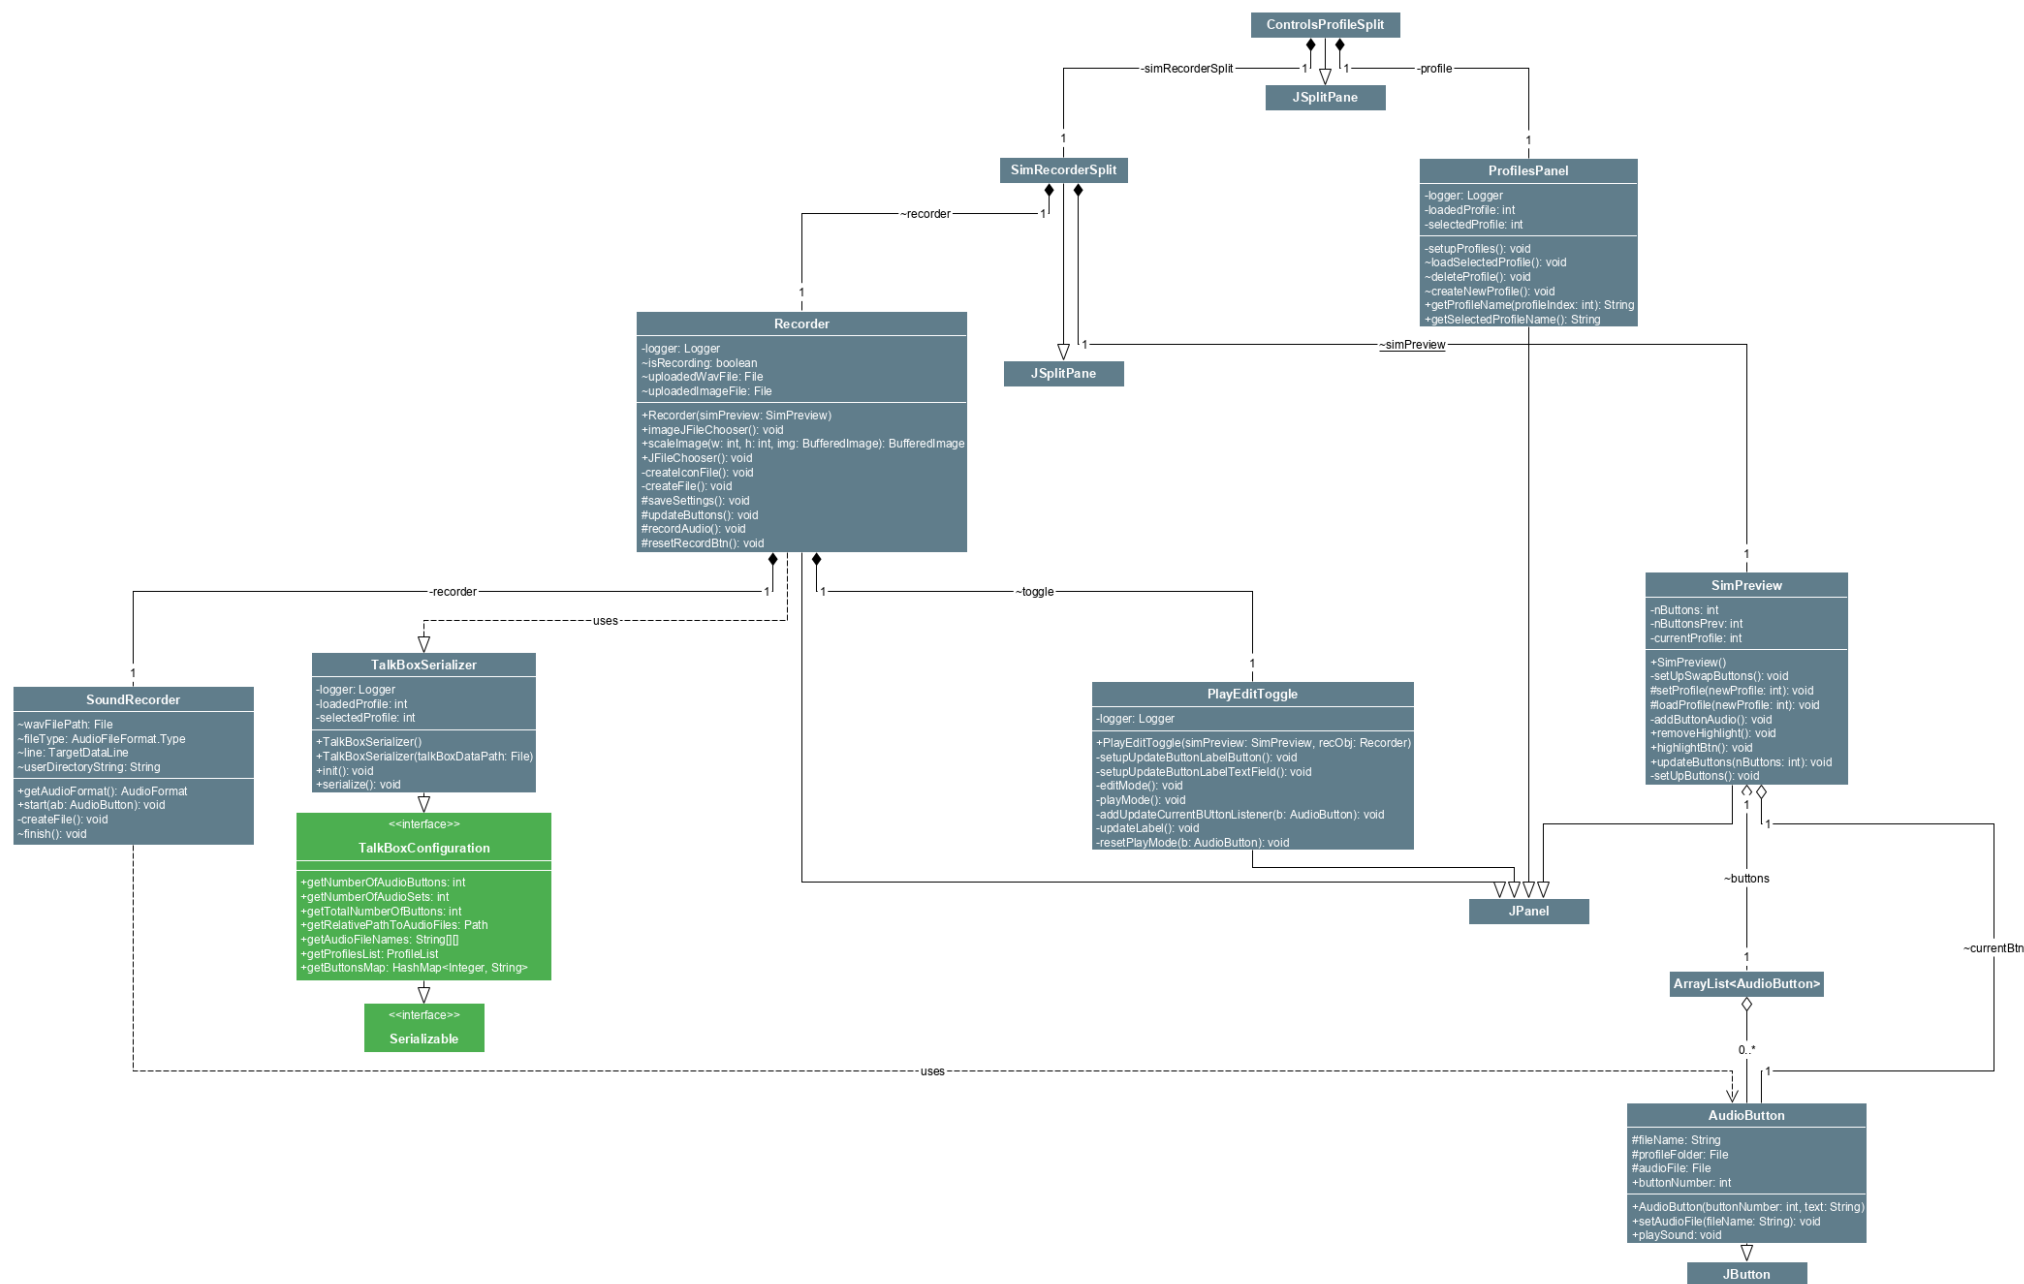 ControlsProfileSplit
-simRecorderSplit
1
1
-profile
JSplitPane
1
1
SimRecorderSplit
ProfilesPanel
-logger: Logger
-loadedProfile: int
-selectedProfile: int
-setupProfiles(): void
~loadSelectedProfile(): void
~deleteProfile(): void
~createNewProfile(): void
+getProfileName(profileIndex: int): String
+getSelectedProfileName(): String
~recorder
1
1
Recorder
-logger: Logger
~isRecording: boolean
~uploadedWavFile: File
~uploadedImageFile: File
+Recorder(simPreview: SimPreview)
+imageJFileChooser(): void
+scaleImage(w: int, h: int, img: BufferedImage): BufferedImage
+JFileChooser(): void
-createIconFile(): void
-createFile(): void
#saveSettings(): void
#updateButtons(): void
#recordAudio(): void
#resetRecordBtn(): void
1
~simPreview
JSplitPane
1
SimPreview
-nButtons: int
-nButtonsPrev: int
-currentProfile: int
+SimPreview()
-setUpSwapButtons(): void
#setProfile(newProfile: int): void
#loadProfile(newProfile: int): void
-addButtonAudio(): void
+removeHighlight(): void
+highlightBtn(): void
+updateButtons(nButtons: int): void
-setUpButtons(): void
-recorder
1
1
~toggle
uses
1
1
SoundRecorder
~wavFilePath: File
~fileType: AudioFileFormat.Type
~line: TargetDataLine
~userDirectoryString: String
+getAudioFormat(): AudioFormat
+start(ab: AudioButton): void
-createFile(): void
~finish(): void
TalkBoxSerializer
-logger: Logger
-loadedProfile: int
-selectedProfile: int
+TalkBoxSerializer()
+TalkBoxSerializer(talkBoxDataPath: File)
+init(): void
+serialize(): void
PlayEditToggle
-logger: Logger
+PlayEditToggle(simPreview: SimPreview, recObj: Recorder)
-setupUpdateButtonLabelButton(): void
-setupUpdateButtonLabelTextField(): void
-editMode(): void
-playMode(): void
-addUpdateCurrentBUttonListener(b: AudioButton): void
-updateLabel(): void
-resetPlayMode(b: AudioButton): void
<<interface>>
TalkBoxConfiguration
+getNumberOfAudioButtons: int
+getNumberOfAudioSets: int
+getTotalNumberOfButtons: int
+getRelativePathToAudioFiles: Path
+getAudioFileNames: String[][]
+getProfilesList: ProfileList
+getButtonsMap: HashMap<Integer, String>
1
1
~buttons
JPanel
~currentBtn
1
ArrayList<AudioButton>
<<interface>>
Serializable
0..*
uses
1
AudioButton
#fileName: String
#profileFolder: File
#audioFile: File
+buttonNumber: int
+AudioButton(buttonNumber: int, text: String)
+setAudioFile(fileName: String): void
+playSound: void
JButton